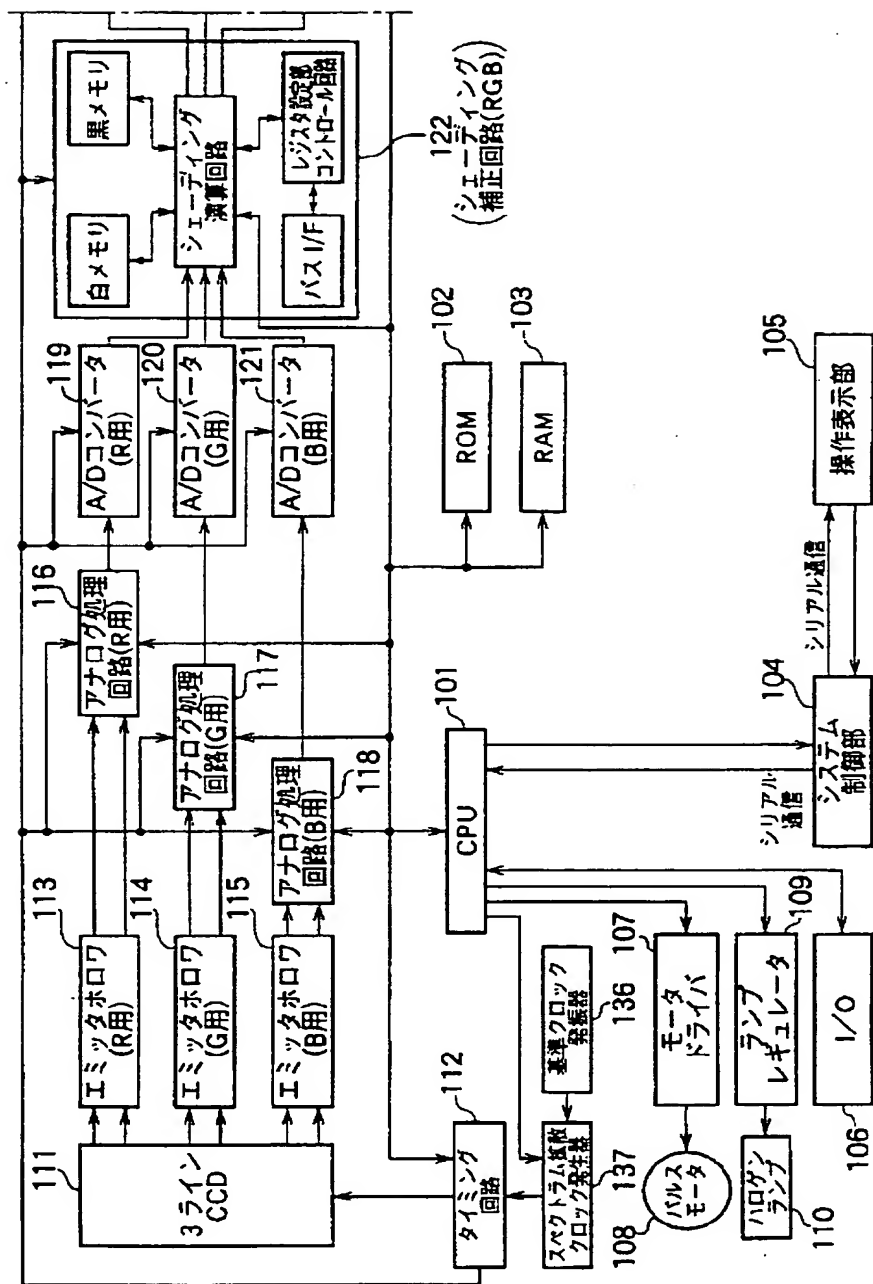 111
3ライン
CCD
113
エミッタホロワ
(R用)
114
エミッタホロワ
(G用)
115
エミッタホロワ
(B用)
116
アナログ処理
回路(R用)
117
アナログ処理
回路(G用)
118
アナログ処理
回路(B用)
119
A/Dコンバータ
(R用)
120
A/Dコンバータ
(G用)
121
A/Dコンバータ
(B用)
白メモリ
黒メモリ
シェーディング
演算回路
バス I/F
レジスタ設定部
コントロール回路
122
(シェーディング
補正回路(RGB))
112
タイミング
回路
基準クロック
発振器
136
スペクトラム拡散
クロック発生器
137
101
CPU
102
ROM
103
RAM
107
モータ
ドライバ
108
パルス
モータ
109
ランプ
レギュレータ
110
ハロゲン
ランプ
106
I/O
シリアル
通信
104
システム
制御部
シリアル通信
105
操作表示部